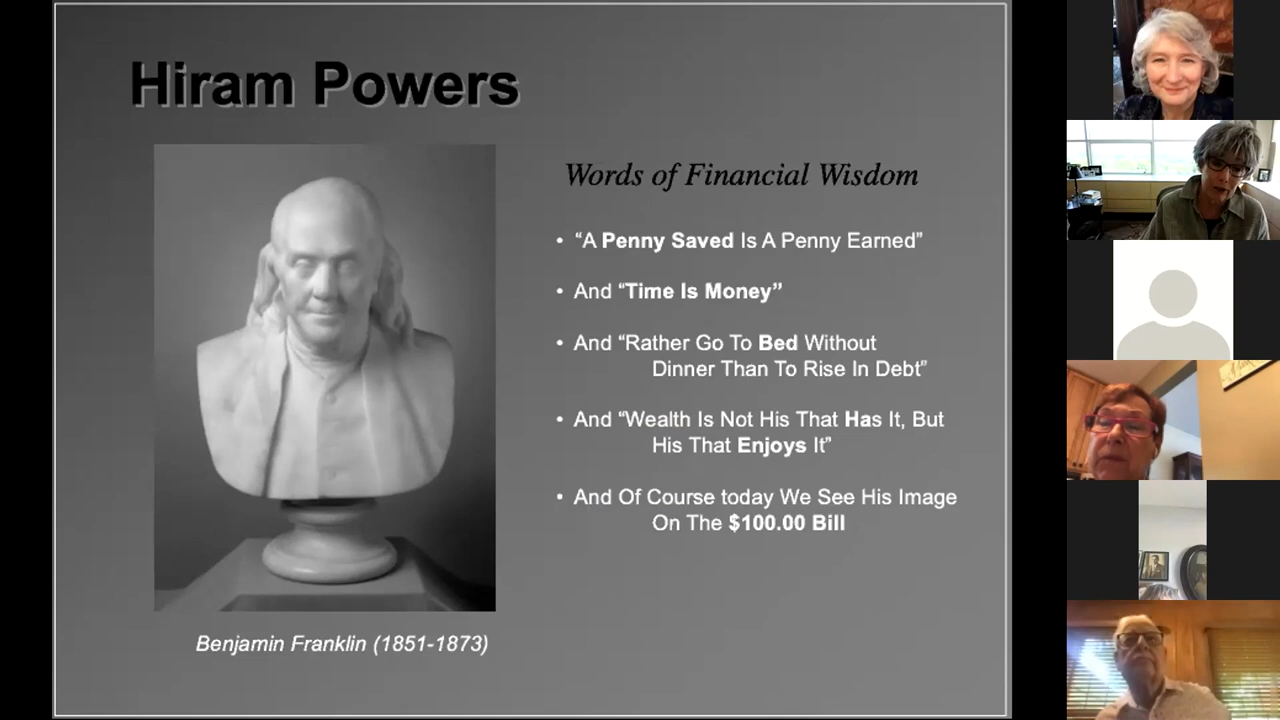 Hiram Powers
Words of Financial Wisdom
• “A Penny Saved Is A Penny Earned”
• And “Time Is Money”
• And “Rather Go To Bed Without
Dinner Than To Rise In Debt”
• And “Wealth Is Not His That Has It, But
His That Enjoys It”
• And Of Course today We See His Image
On The $100.00 Bill
Benjamin Franklin (1851-1873)